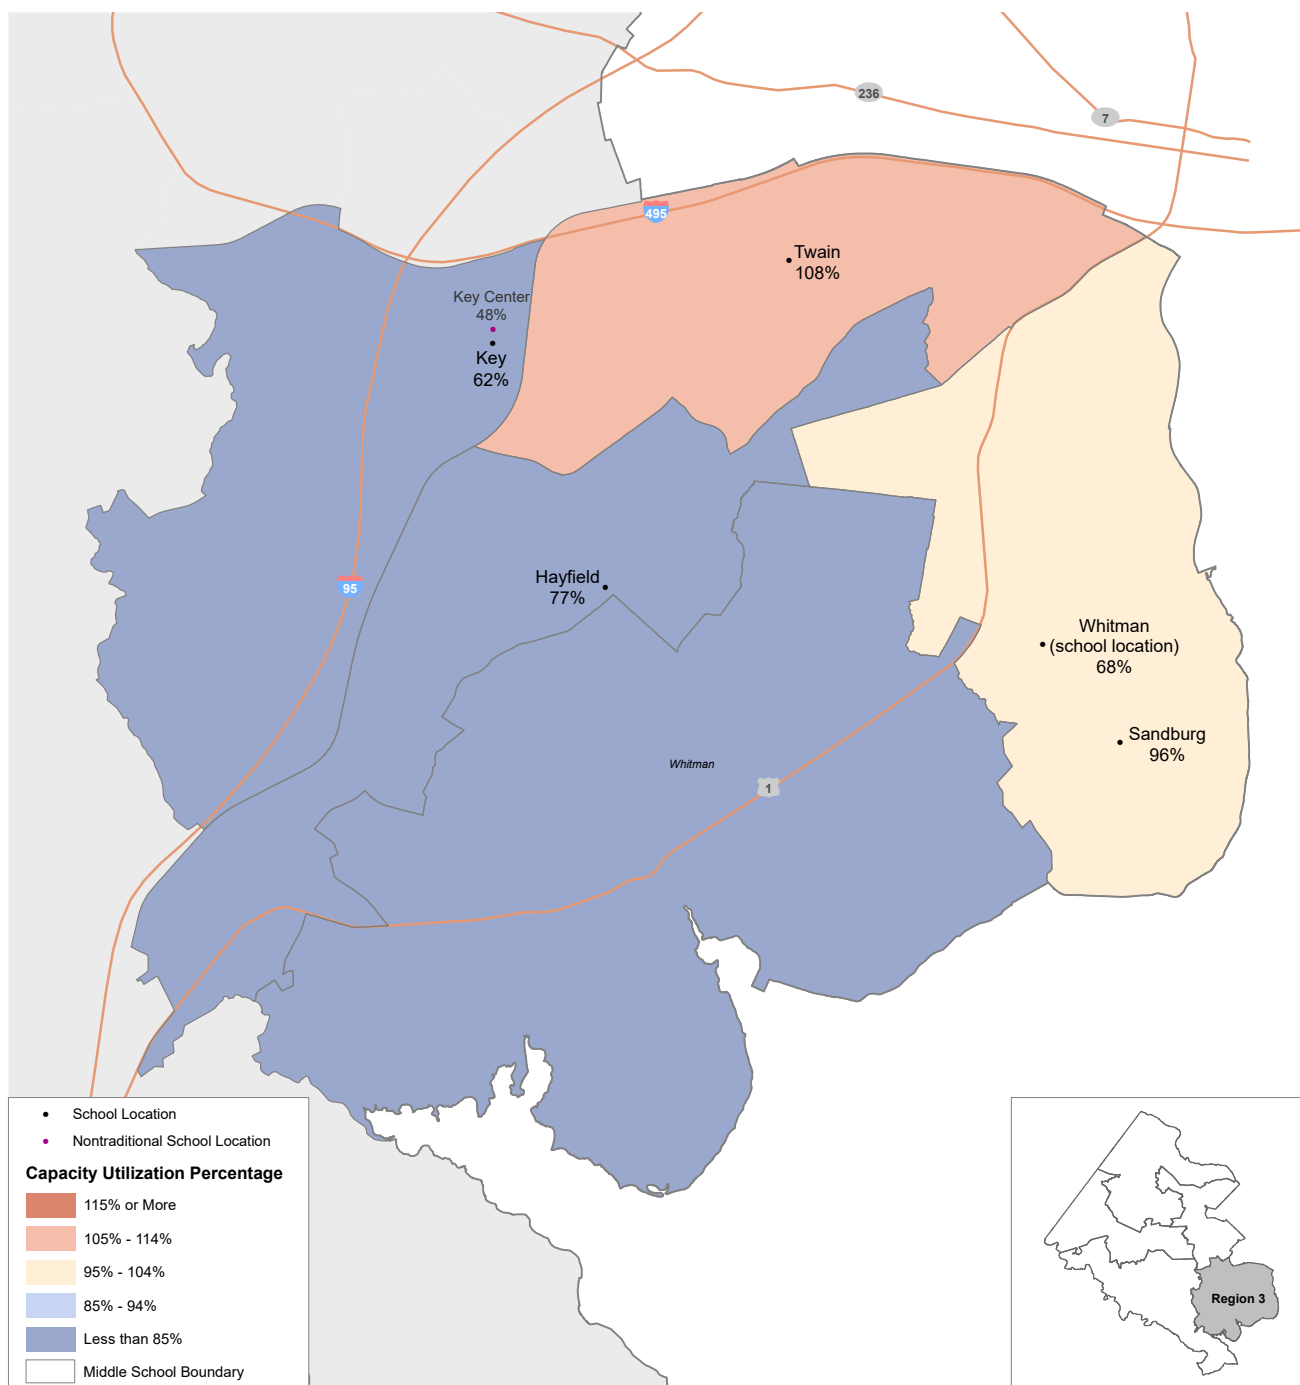 236
7
495
Twain
108%
Key Center
48%
Key
62%
95
Hayfield
77%
Whitman
(school location)
68%
Sandburg
96%
Whitman
1
School Location
Nontraditional School Location
Capacity Utilization Percentage
115% or More
105% - 114%
95% - 104%
85% - 94%
Less than 85%
Middle School Boundary
Region 3